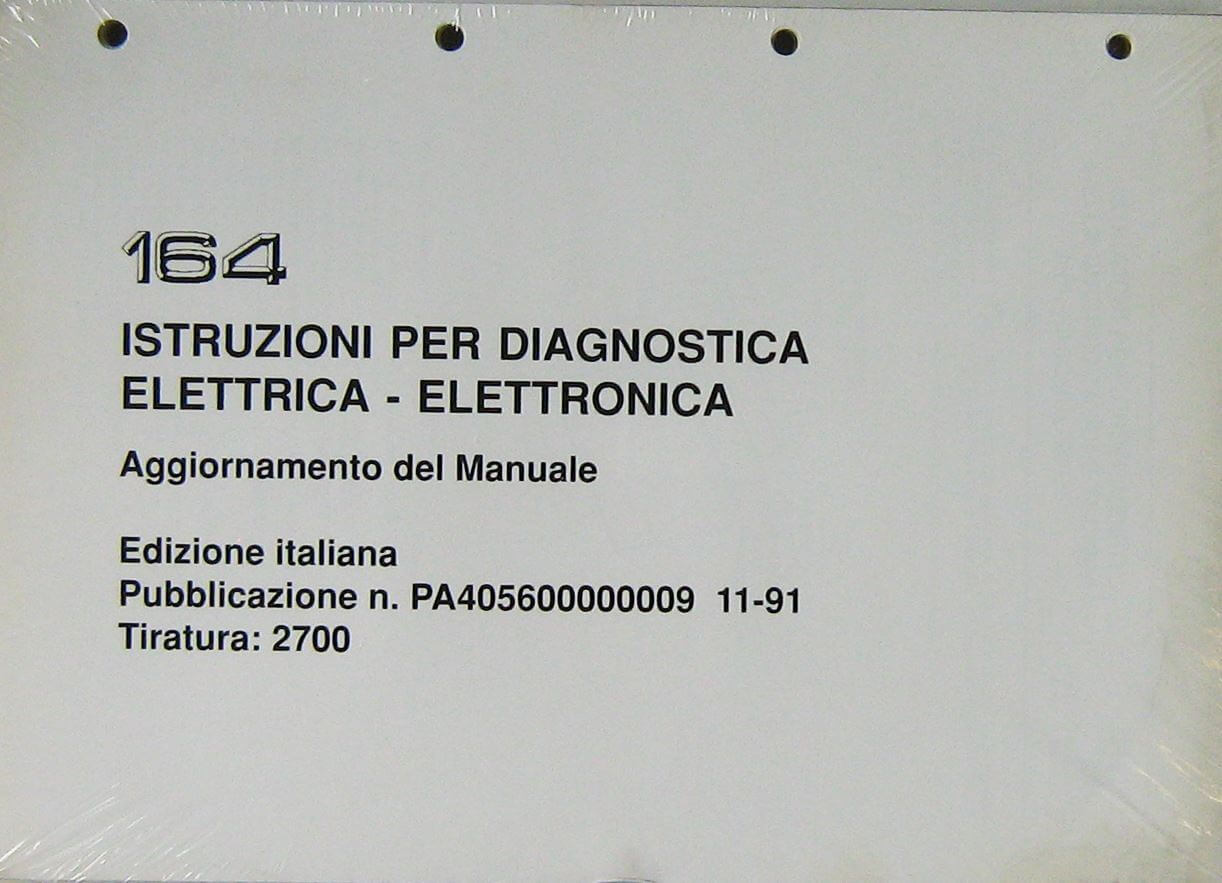 164
ISTRUZIONI PER DIAGNOSTICA
ELETTRICA - ELETTRONICA
Aggiornamento del Manuale
Edizione italiana
Pubblicazione n. PA405600000009 11-91
Tiratura: 2700